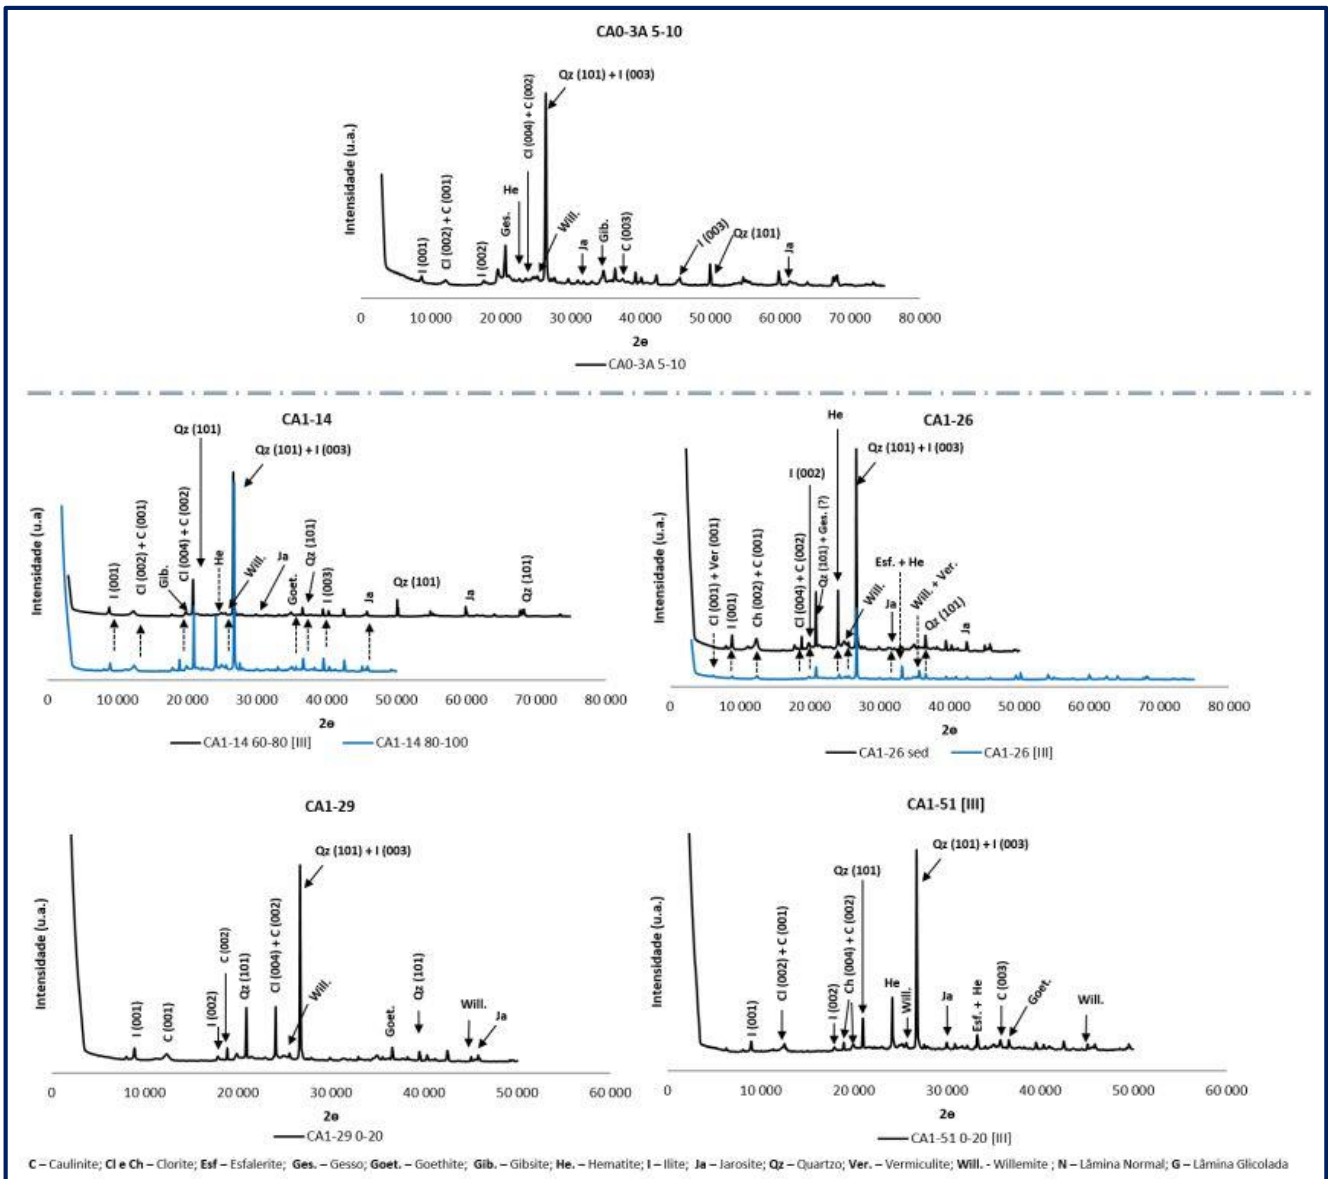 CA0-3A 5-10
Intensidade (u.a.)
I (001)
Cl (002) + C (001)
I (002)
Ges.
He
Cl (004) + C (002)
Qz (101) + I (003)
Will.
Ja
Gib.
C (003)
I (003)
Qz (101)
Ja
0 10 000 20 000 30 000 40 000 50 000 60 000 70 000 80 000
2ɵ
CA0-3A 5-10
CA1-14
Intensidade (u.a)
I (001)
Cl (002) + C (001)
Gib.
Cl (004) + C (002)
Qz (101)
He
Qz (101) + I (003)
Will.
Ja
Goet.
Qz (101)
I (003)
Ja
Qz (101)
Ja
Qz (101)
0 10 000 20 000 30 000 40 000 50 000 60 000 70 000 80 000
2ɵ
CA1-14 60-80 [III] CA1-14 80-100
CA1-26
Intensidade (u.a.)
Cl (001) + Ver (001)
I (001)
Ch (002) + C (001)
Cl (004) + C (002)
I (002)
Qz (101) + Ges. (?)
He
Qz (101) + I (003)
Will.
Ja
Esf. + He
Will. + Ver.
Qz (101)
Ja
0 10 000 20 000 30 000 40 000 50 000 60 000 70 000 80 000
2ɵ
CA1-26 sed CA1-26 [III]
CA1-29
Intensidade (u.a.)
I (001)
C (001)
I (002)
C (002)
Qz (101)
Cl (004) + C (002)
Qz (101) + I (003)
Will.
Goet.
Qz (101)
Will.
Ja
0 10 000 20 000 30 000 40 000 50 000 60 000
2ɵ
CA1-29 0-20
CA1-51 [III]
Intensidade (u.a.)
I (001)
Cl (002) + C (001)
I (002)
Ch (004) + C (002)
Qz (101)
He
Will.
Qz (101) + I (003)
Ja
Esf. + He
C (003)
Goet.
Will.
0 10 000 20 000 30 000 40 000 50 000 60 000
2ɵ
CA1-51 0-20 [III]
C – Caulinite; Cl e Ch – Clorite; Esf – Esfalerite; Ges. – Gesso; Goet. – Goethite; Gib. – Gibsite; He. – Hematite; I – Ilite; Ja – Jarosite; Qz – Quartzo; Ver. – Vermiculite; Will. - Willemite ; N – Lâmina Normal; G – Lâmina Glicolada